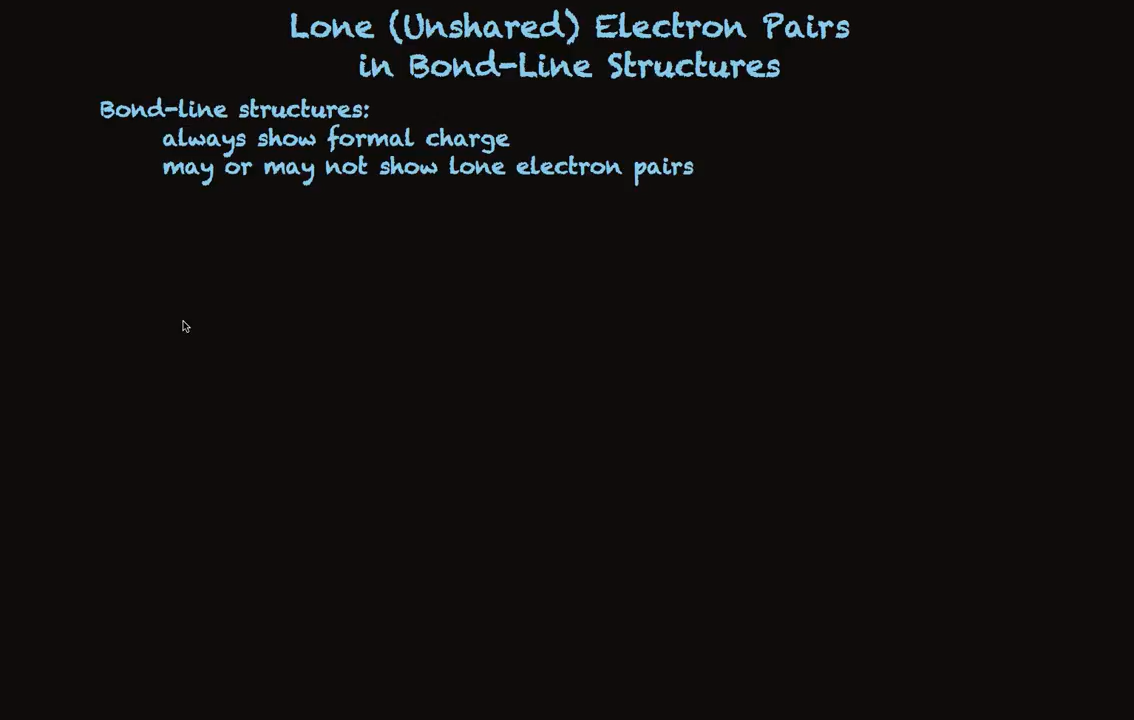 Lone (Unshared) Electron Pairs
in Bond-Line Structures
Bond-line structures:
always show formal charge
may or may not show lone electron pairs